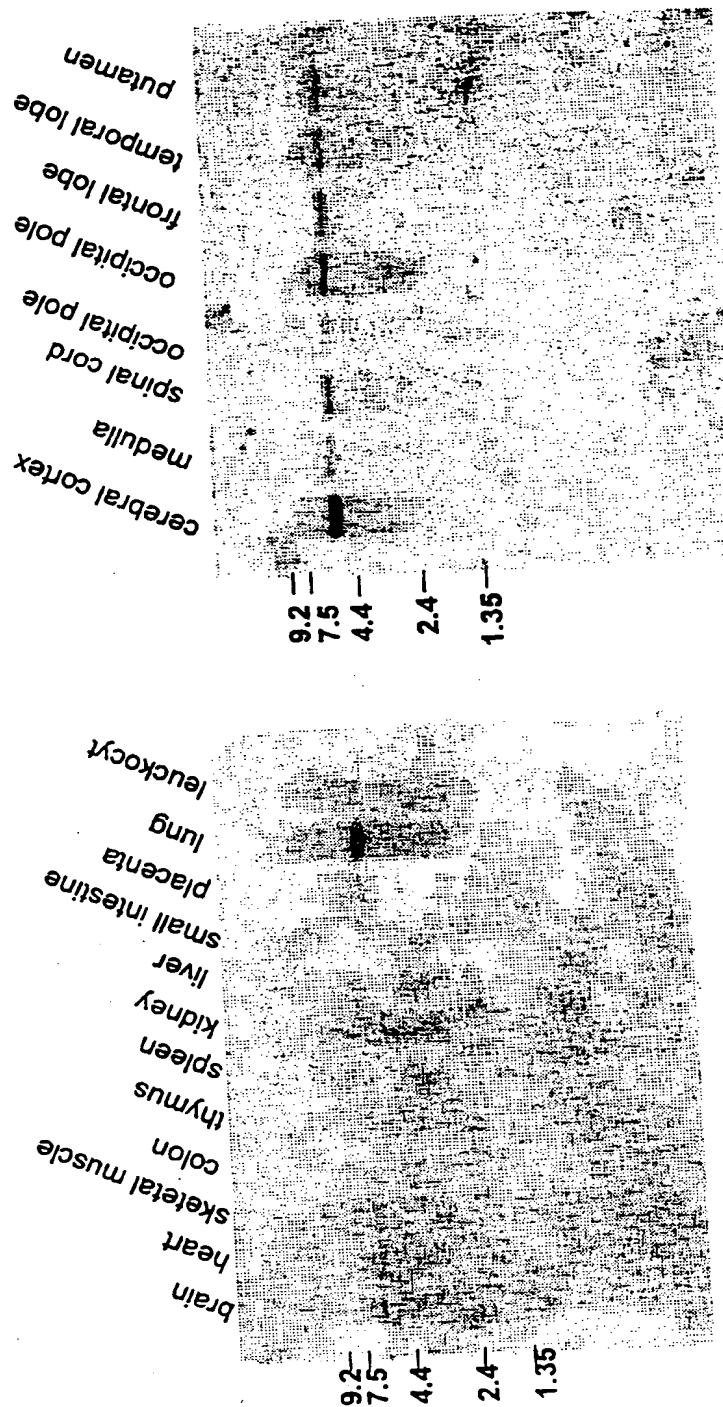 brain
heart
sketetal muscle
colon
thymus
spleen
kidney
liver
small intestine
placenta
lung
leuckocyt
9.2
7.5
4.4
2.4
1.35
cerebral cortex
medulla
spinal cord
occipital pole
occipital pole
frontal lobe
temporal lobe
putamen
9.2
7.5
4.4
2.4
1.35